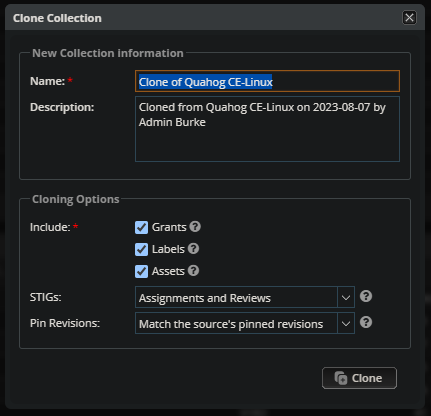 Clone Collection
New Collection information
Name: *
Clone of Quahog CE-Linux
Description:
Cloned from Quahog CE-Linux on 2023-08-07 by
Admin Burke
Cloning Options
Include: *
Grants ?
Labels ?
Assets ?
STIGs:
Assignments and Reviews
?
Pin Revisions:
Match the source's pinned revisions
?
Clone